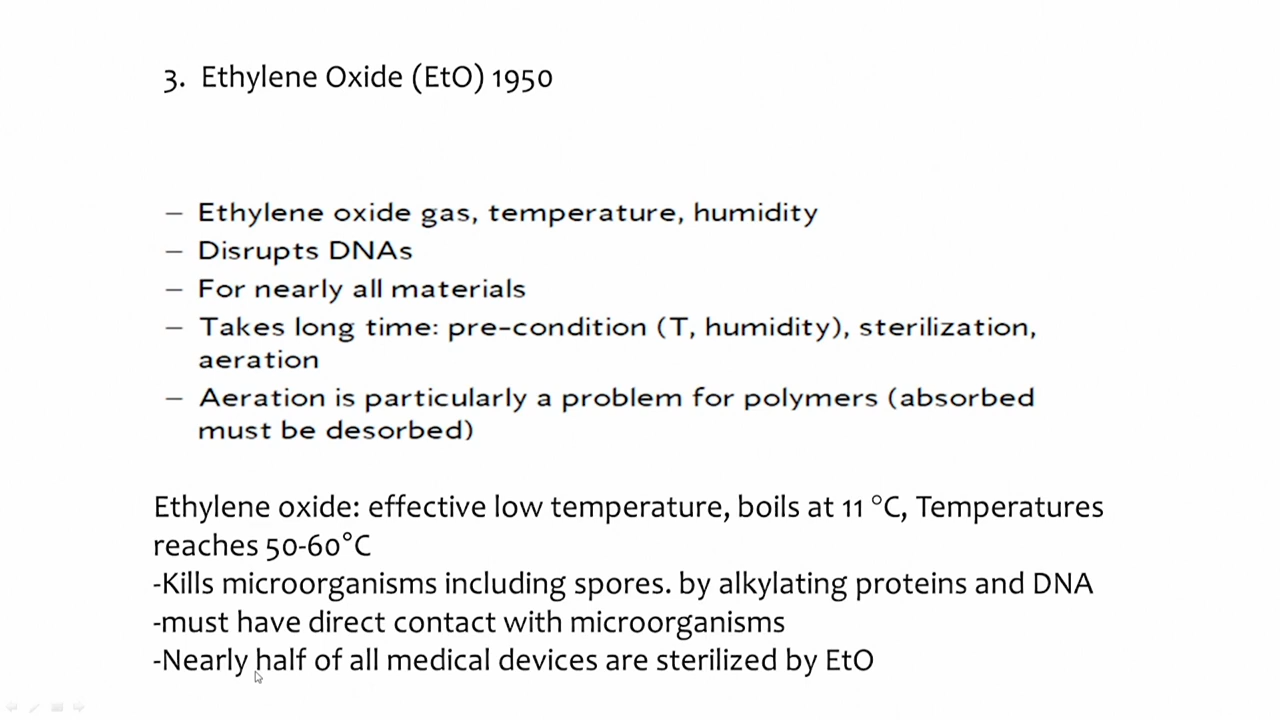 3. Ethylene Oxide (EtO) 1950
– Ethylene oxide gas, temperature, humidity
– Disrupts DNAs
– For nearly all materials
– Takes long time: pre-condition (T, humidity), sterilization,
aeration
– Aeration is particularly a problem for polymers (absorbed
must be desorbed)
Ethylene oxide: effective low temperature, boils at 11 °C, Temperatures
reaches 50-60°C
-Kills microorganisms including spores. by alkylating proteins and DNA
-must have direct contact with microorganisms
-Nearly half of all medical devices are sterilized by EtO